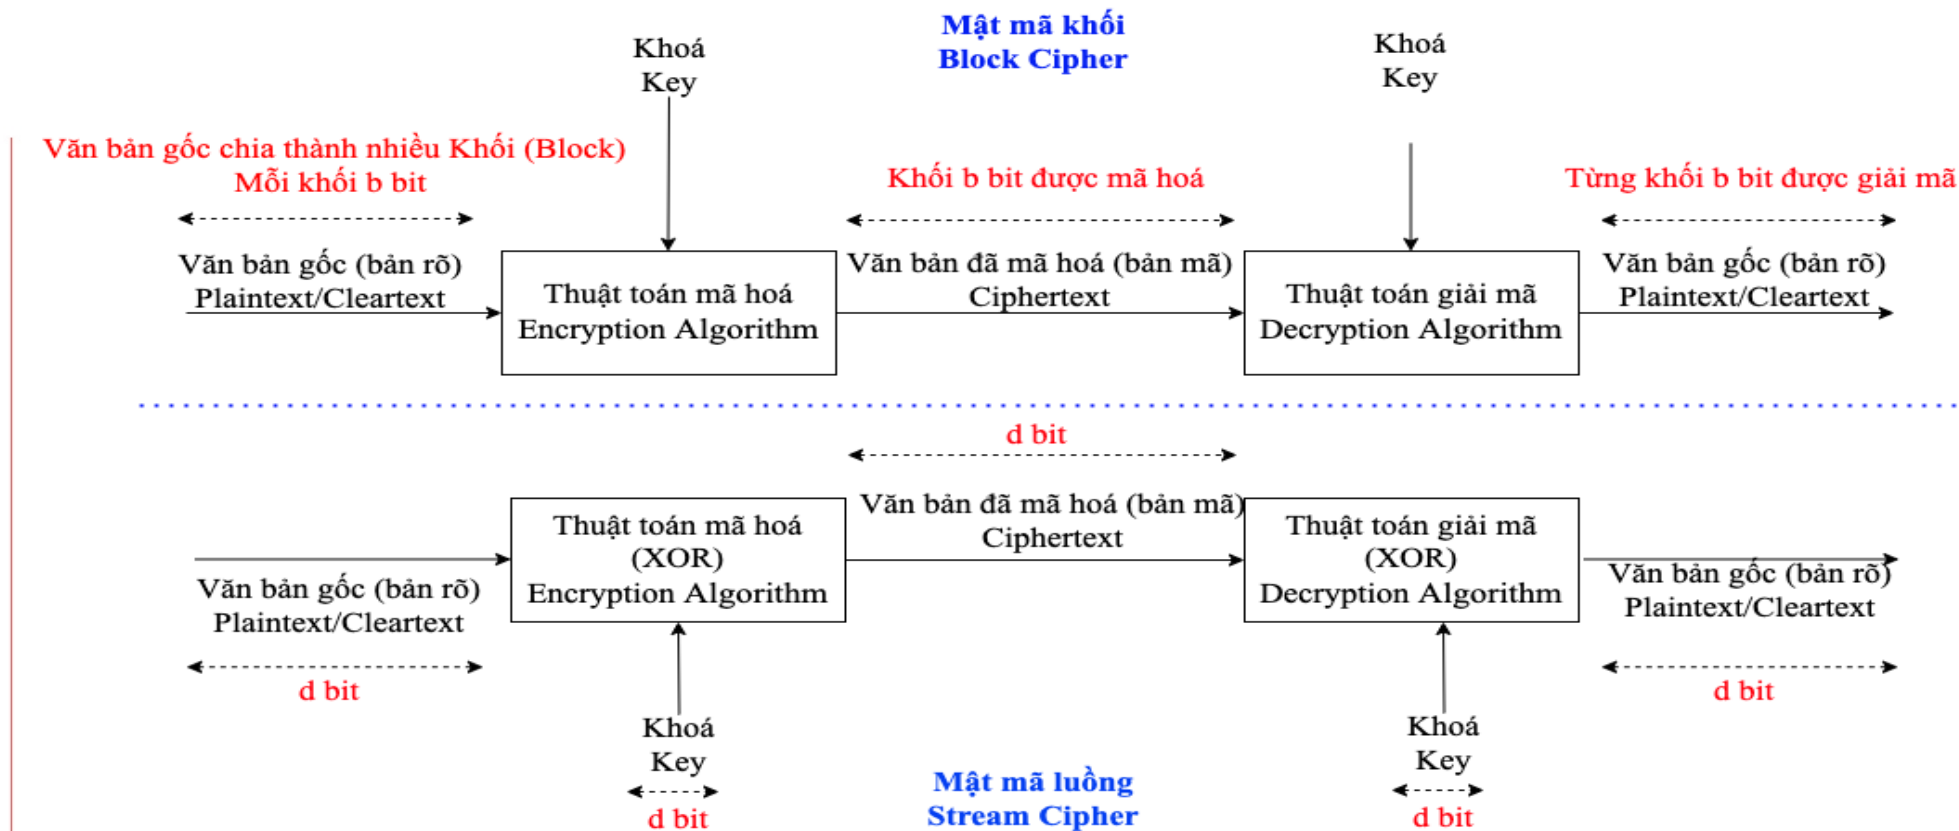 Mật mã khối
Block Cipher
Khoá
Key
Khoá
Key
Văn bản gốc chia thành nhiều Khối (Block)
Mỗi khối b bit
Khối b bit được mã hoá
Từng khối b bit được giải mã
Văn bản gốc (bản rõ)
Plaintext/Cleartext
Thuật toán mã hoá
Encryption Algorithm
Văn bản đã mã hoá (bản mã)
Ciphertext
Thuật toán giải mã
Decryption Algorithm
Văn bản gốc (bản rõ)
Plaintext/Cleartext
d bit
Văn bản gốc (bản rõ)
Plaintext/Cleartext
d bit
Thuật toán mã hoá
(XOR)
Encryption Algorithm
Văn bản đã mã hoá (bản mã)
Ciphertext
Thuật toán giải mã
(XOR)
Decryption Algorithm
Văn bản gốc (bản rõ)
Plaintext/Cleartext
d bit
Khoá
Key
d bit
Khoá
Key
d bit
Mật mã luồng
Stream Cipher